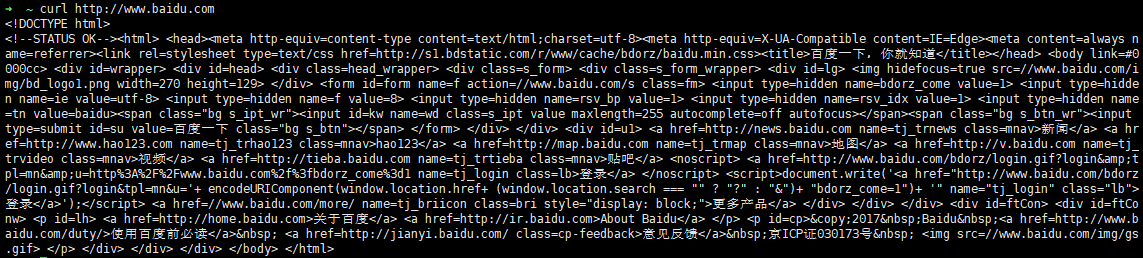 ➜  ~ curl http://www.baidu.com
<!DOCTYPE html>
<!--STATUS OK--><html> <head><meta http-equiv=content-type content=text/html;charset=utf-8><meta http-equiv=X-UA-Compatible content=IE=Edge><meta content=always n
ame=referrer><link rel=stylesheet type=text/css href=http://s1.bdstatic.com/r/www/cache/bdorz/baidu.min.css><title>百度一下，你就知道</title></head> <body link=#0
000cc> <div id=wrapper> <div id=head> <div class=head_wrapper> <div class=s_form> <div class=s_form_wrapper> <div id=lg> <img hidefocus=true src=//www.baidu.com/i
mg/bd_logo1.png width=270 height=129> </div> <form id=form name=f action=//www.baidu.com/s class=fm> <input type=hidden name=bdorz_come value=1> <input type=hidde
n name=ie value=utf-8> <input type=hidden name=f value=8> <input type=hidden name=rsv_bp value=1> <input type=hidden name=rsv_idx value=1> <input type=hidden name
=tn value=baidu><span class="bg s_ipt_wr"><input id=kw name=wd class=s_ipt value maxlength=255 autocomplete=off autofocus></span><span class="bg s_btn_wr"><input
type=submit id=su value=百度一下 class="bg s_btn"></span> </form> </div> </div> <div id=u1> <a href=http://news.baidu.com name=tj_trnews class=mnav>新闻</a> <a hr
ef=http://www.hao123.com name=tj_trhao123 class=mnav>hao123</a> <a href=http://map.baidu.com name=tj_trmap class=mnav>地图</a> <a href=http://v.baidu.com name=tj_
trvideo class=mnav>视频</a> <a href=http://tieba.baidu.com name=tj_trtieba class=mnav>贴吧</a> <noscript> <a href=http://www.baidu.com/bdorz/login.gif?login&amp;t
pl=mn&amp;u=http%3A%2F%2Fwww.baidu.com%2f%3fbdorz_come%3d1 name=tj_login class=lb>登录</a> </noscript> <script>document.write('<a href="http://www.baidu.com/bdorz
/login.gif?login&tpl=mn&u='+ encodeURIComponent(window.location.href+ (window.location.search === "" ? "?" : "&")+ "bdorz_come=1")+ '" name="tj_login" class="lb">
登录</a>');</script> <a href=//www.baidu.com/more/ name=tj_briicon class=bri style="display: block;">更多产品</a> </div> </div> </div> <div id=ftCon> <div id=ftCo
nw> <p id=lh> <a href=http://home.baidu.com>关于百度</a> <a href=http://ir.baidu.com>About Baidu</a> </p> <p id=cp>&copy;2017&nbsp;Baidu&nbsp;<a href=http://www.b
aidu.com/duty/>使用百度前必读</a>&nbsp; <a href=http://jianyi.baidu.com/ class=cp-feedback>意见反馈</a>&nbsp;京ICP证030173号&nbsp; <img src=//www.baidu.com/img/gs
.gif> </p> </div> </div> </div> </body> </html>